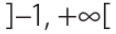 ]–1, +∞[